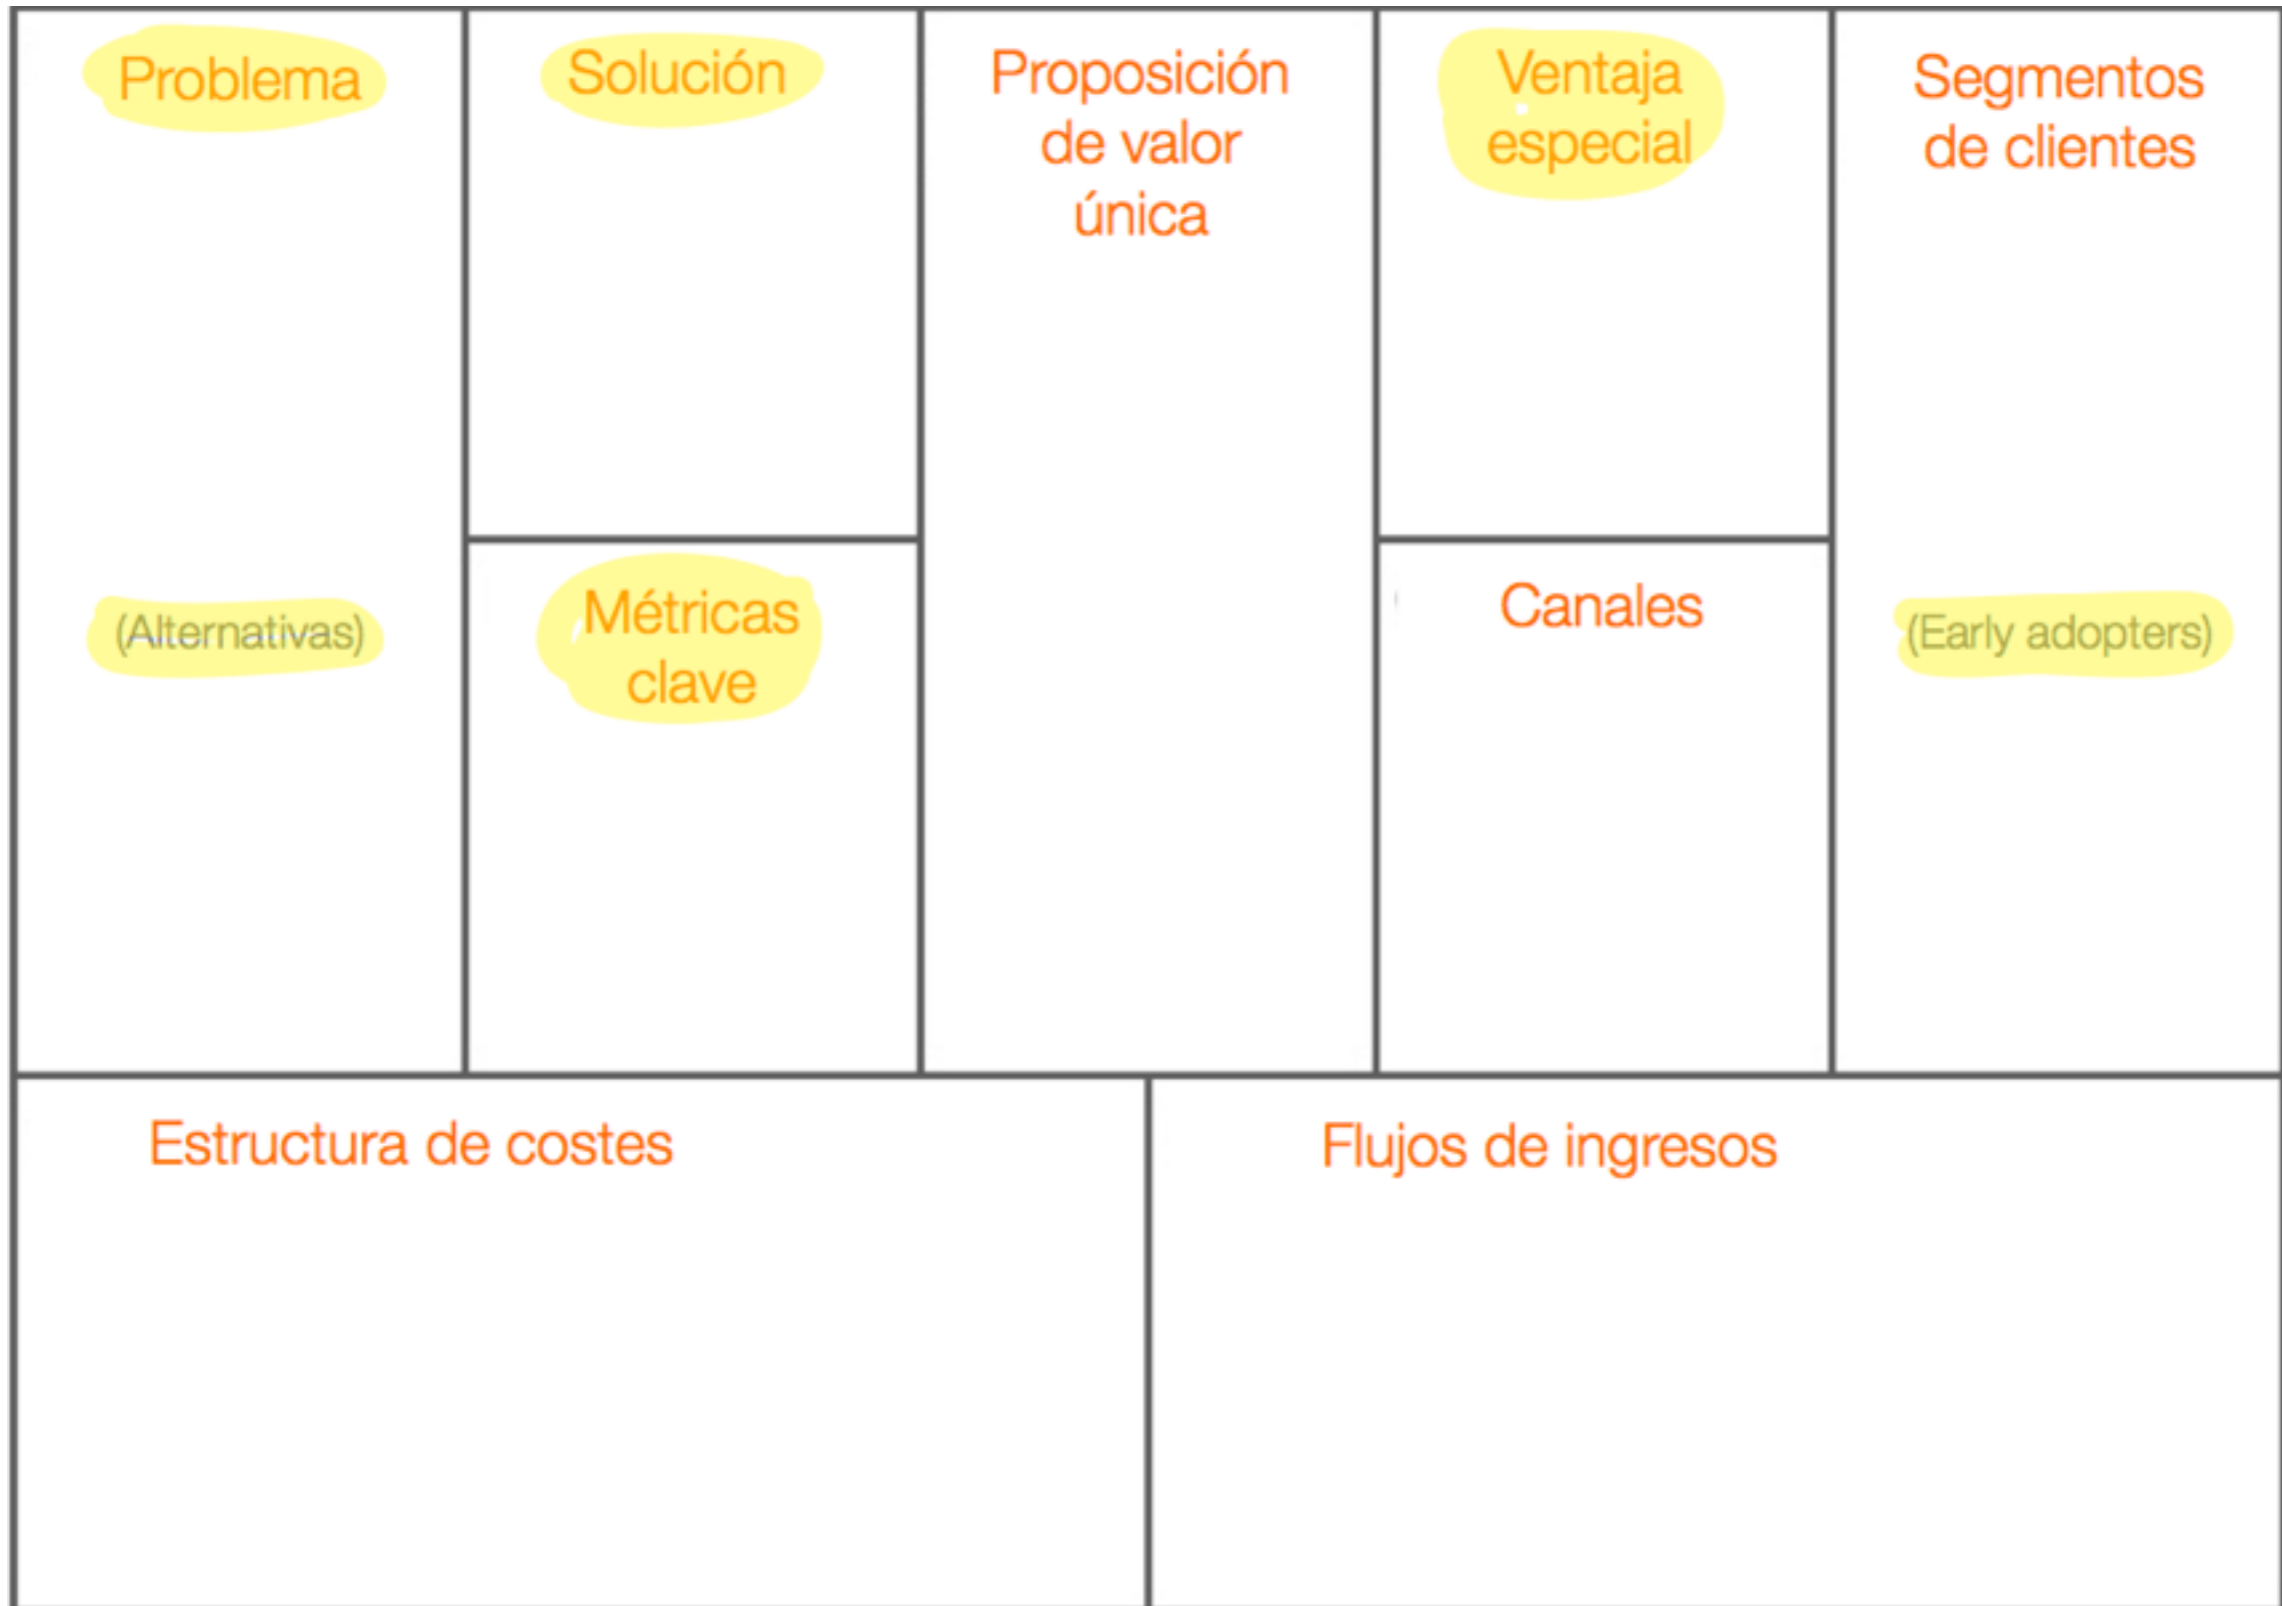 Problema
(Alternativas)
Solución
Métricas
clave
Proposición
de valor
única
Ventaja
especial
Canales
Segmentos
de clientes
(Early adopters)
Estructura de costes
Flujos de ingresos